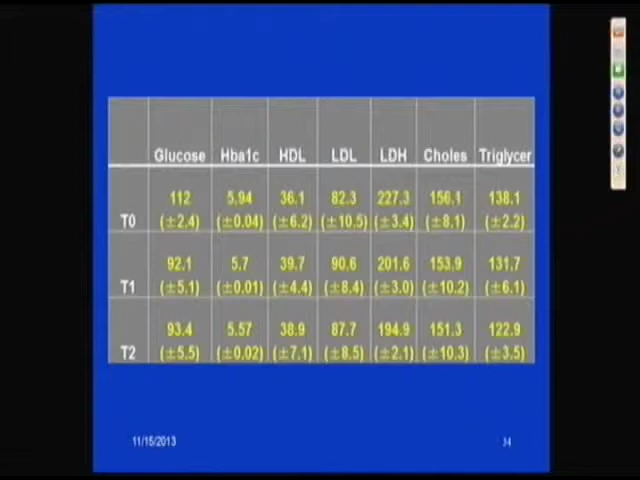 Glucose Hba1c HDL LDL LDH Choles Triglycer
112 5.94 36.1 82.3 227.3 156.1 138.1
T0 (±2.4) (±0.04) (±6.2) (±10.5) (±3.4) (±8.1) (±2.2)
92.1 5.7 39.7 90.6 201.6 153.9 131.7
T1 (±5.1) (±0.01) (±4.4) (±8.4) (±3.0) (±10.2) (±6.1)
93.4 5.57 38.9 87.7 194.9 151.3 122.9
T2 (±5.5) (±0.02) (±7.1) (±8.5) (±2.1) (±10.3) (±3.5)
11/15/2013 34